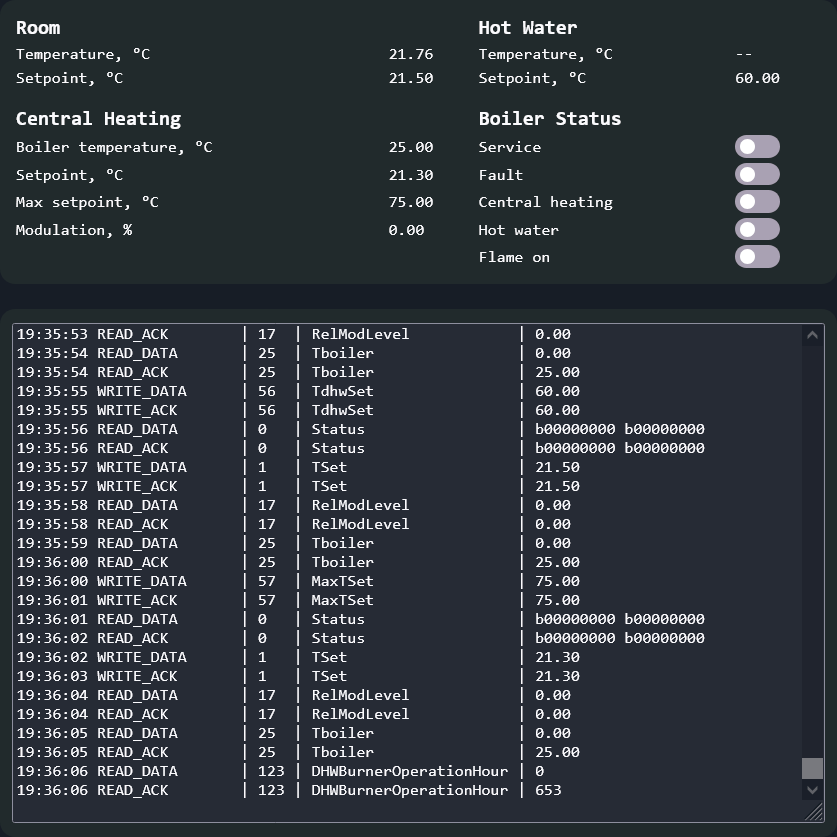 Room
Temperature, °C 21.76
Setpoint, °C 21.50
Hot Water
Temperature, °C --
Setpoint, °C 60.00
Central Heating
Boiler temperature, °C 25.00
Setpoint, °C 21.30
Max setpoint, °C 75.00
Modulation, % 0.00
Boiler Status
Service
Fault
Central heating
Hot water
Flame on
19:35:53 READ_ACK | 17 | RelModLevel | 0.00
19:35:54 READ_DATA | 25 | Tboiler | 0.00
19:35:54 READ_ACK | 25 | Tboiler | 25.00
19:35:55 WRITE_DATA | 56 | TdhwSet | 60.00
19:35:55 WRITE_ACK | 56 | TdhwSet | 60.00
19:35:56 READ_DATA | 0 | Status | b00000000 b00000000
19:35:56 READ_ACK | 0 | Status | b00000000 b00000000
19:35:57 WRITE_DATA | 1 | TSet | 21.50
19:35:57 WRITE_ACK | 1 | TSet | 21.50
19:35:58 READ_DATA | 17 | RelModLevel | 0.00
19:35:58 READ_ACK | 17 | RelModLevel | 0.00
19:35:59 READ_DATA | 25 | Tboiler | 0.00
19:36:00 READ_ACK | 25 | Tboiler | 25.00
19:36:00 WRITE_DATA | 57 | MaxTSet | 75.00
19:36:01 WRITE_ACK | 57 | MaxTSet | 75.00
19:36:01 READ_DATA | 0 | Status | b00000000 b00000000
19:36:02 READ_ACK | 0 | Status | b00000000 b00000000
19:36:02 WRITE_DATA | 1 | TSet | 21.30
19:36:03 WRITE_ACK | 1 | TSet | 21.30
19:36:04 READ_DATA | 17 | RelModLevel | 0.00
19:36:04 READ_ACK | 17 | RelModLevel | 0.00
19:36:05 READ_DATA | 25 | Tboiler | 0.00
19:36:05 READ_ACK | 25 | Tboiler | 25.00
19:36:06 READ_DATA | 123 | DHWBurnerOperationHour | 0
19:36:06 READ_ACK | 123 | DHWBurnerOperationHour | 653